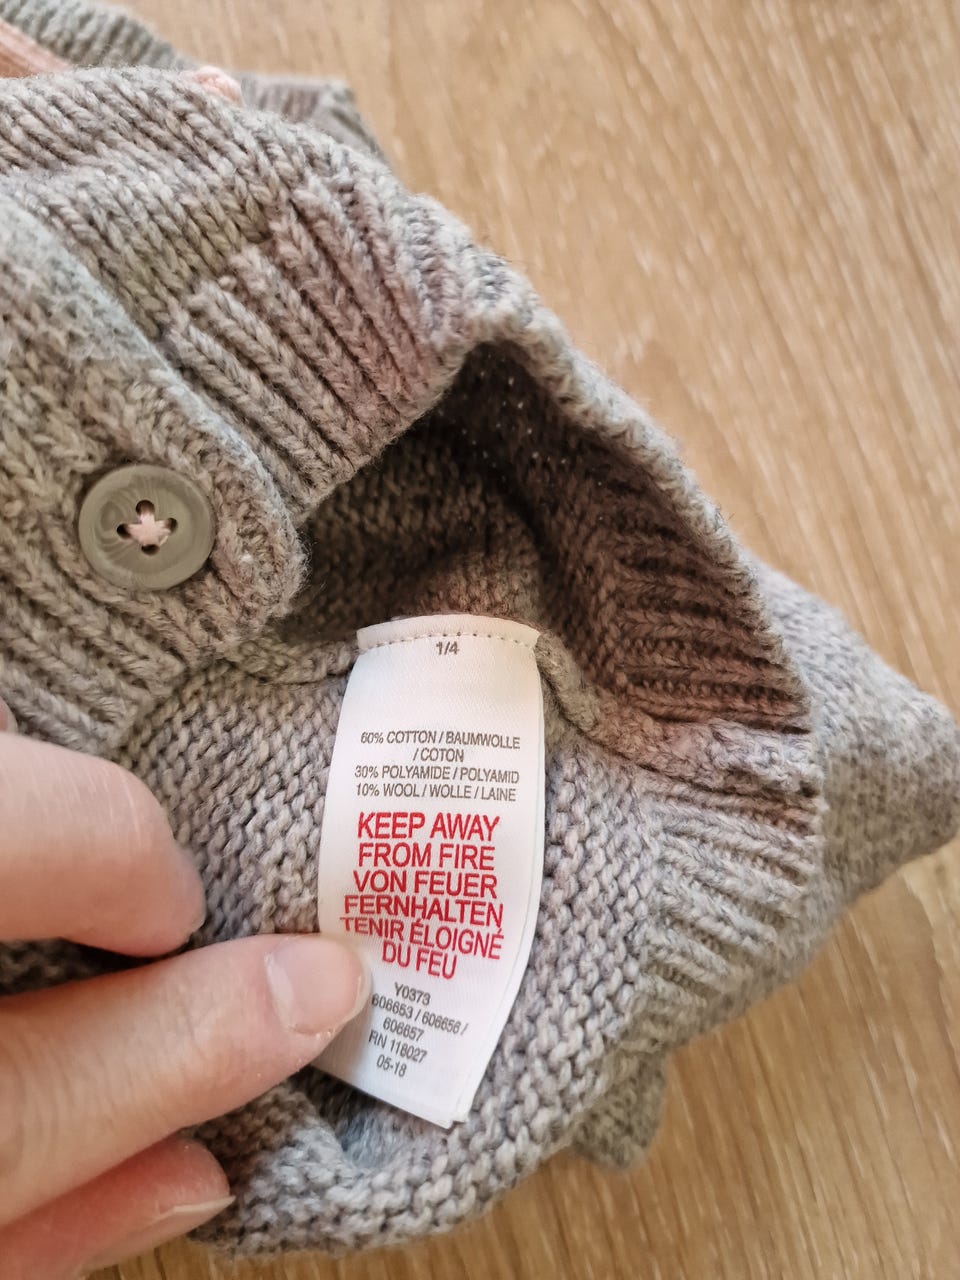 1/4
60% COTTON / BAUMWOLLE
/ COTON
30% POLYAMIDE / POLYAMID
10% WOOL / WOLLE / LAINE
KEEP AWAY
FROM FIRE
VON FEUER
FERNHALTEN
TENIR ÉLOIGNÉ
DU FEU
Y0373
606653 / 606656 /
606657
RN 118027
05-18